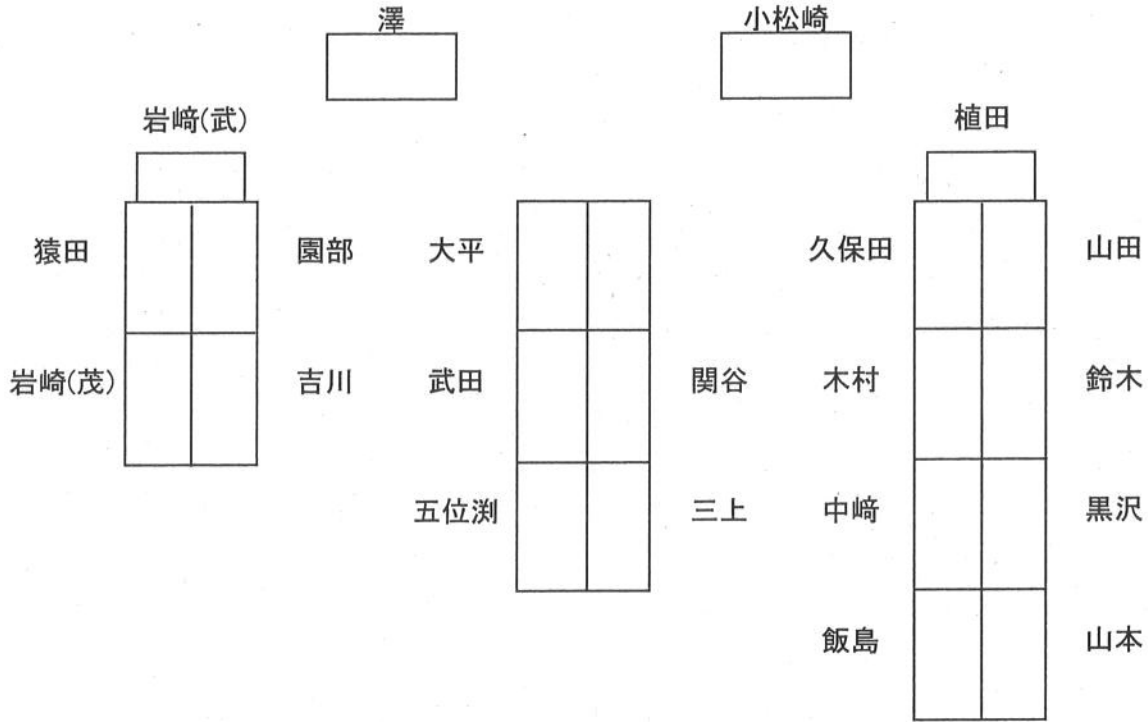 澤 小松崎
岩﨑(武) 植田
猿田 園部 大平 久保田 山田
岩崎(茂) 吉川 武田 関谷 木村 鈴木
五位渕 三上 中﨑 黒沢
飯島 山本